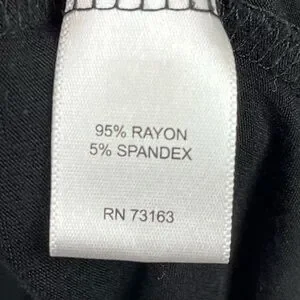 95% RAYON
5% SPANDEX
RN 73163